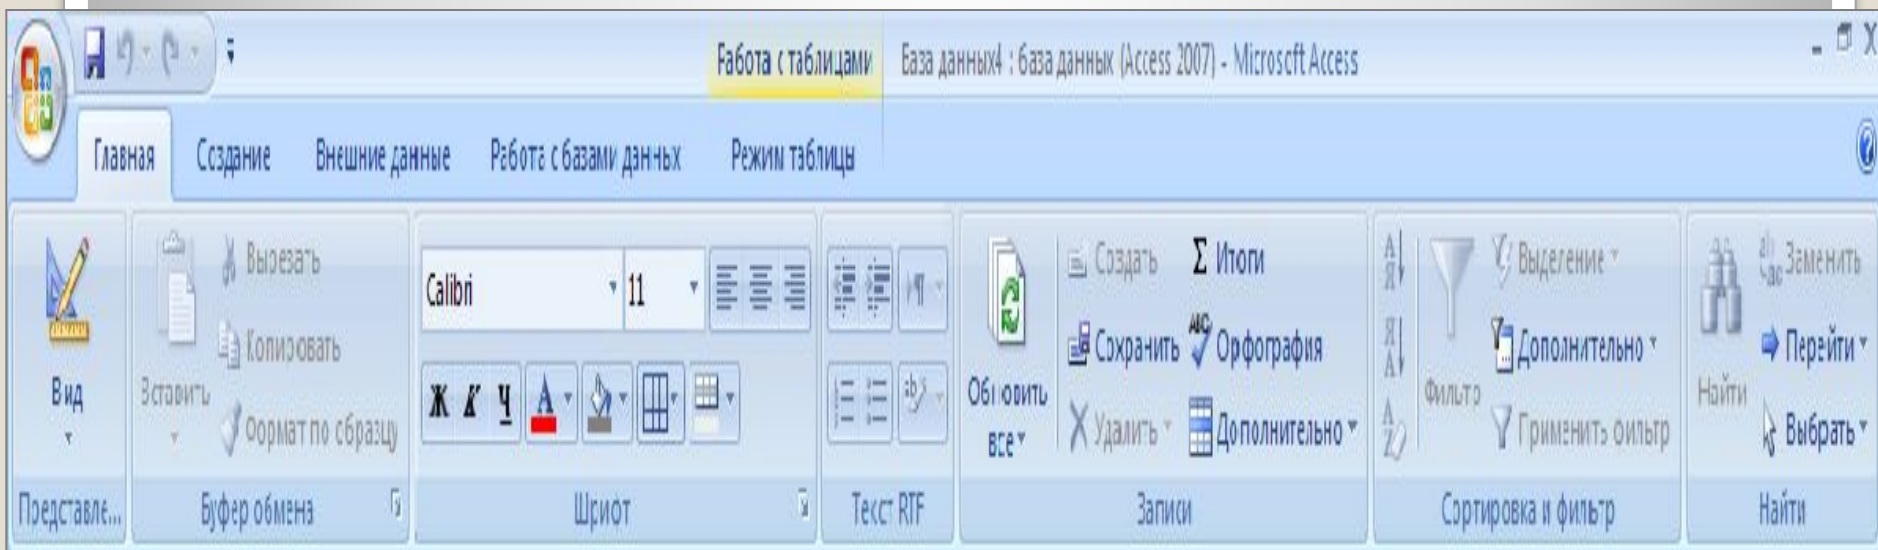 Работа с таблицами База данных4 : база данных (Access 2007) - Microsoft Access
Главная Создание Внешние данные Работа с базами данных Режим таблицы
Вид
Представле...
Вставить
Вырезать
Копировать
Формат по образцу
Буфер обмена
Calibri 11
Ж К Ч
Шрифт
Текст RTF
Обновить
все
Создать
Сохранить
Удалить
Σ Итоги
Орфография
Дополнительно
Записи
Фильтр
Выделение
Дополнительно
Применить фильтр
Сортировка и фильтр
Найти
Заменить
Перейти
Выбрать
Найти